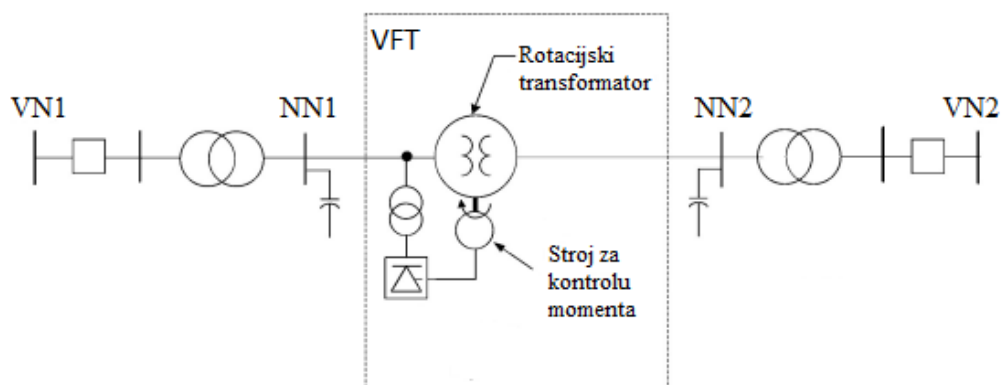 VFT
Rotacijski
transformator
VN1
NN1
NN2
VN2
Stroj za
kontrolu
momenta